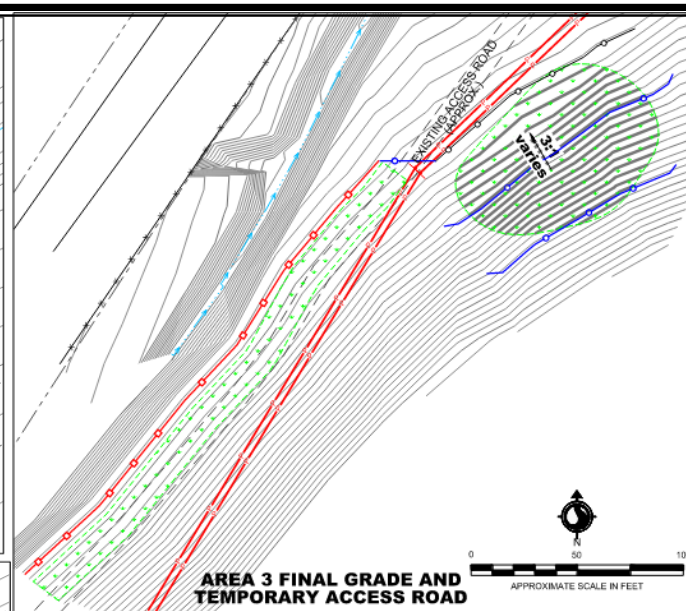 EXISTING ACCESS ROAD
(APPROX.)
3:1
varies
N
0 50 10
APPROXIMATE SCALE IN FEET
AREA 3 FINAL GRADE AND
TEMPORARY ACCESS ROAD